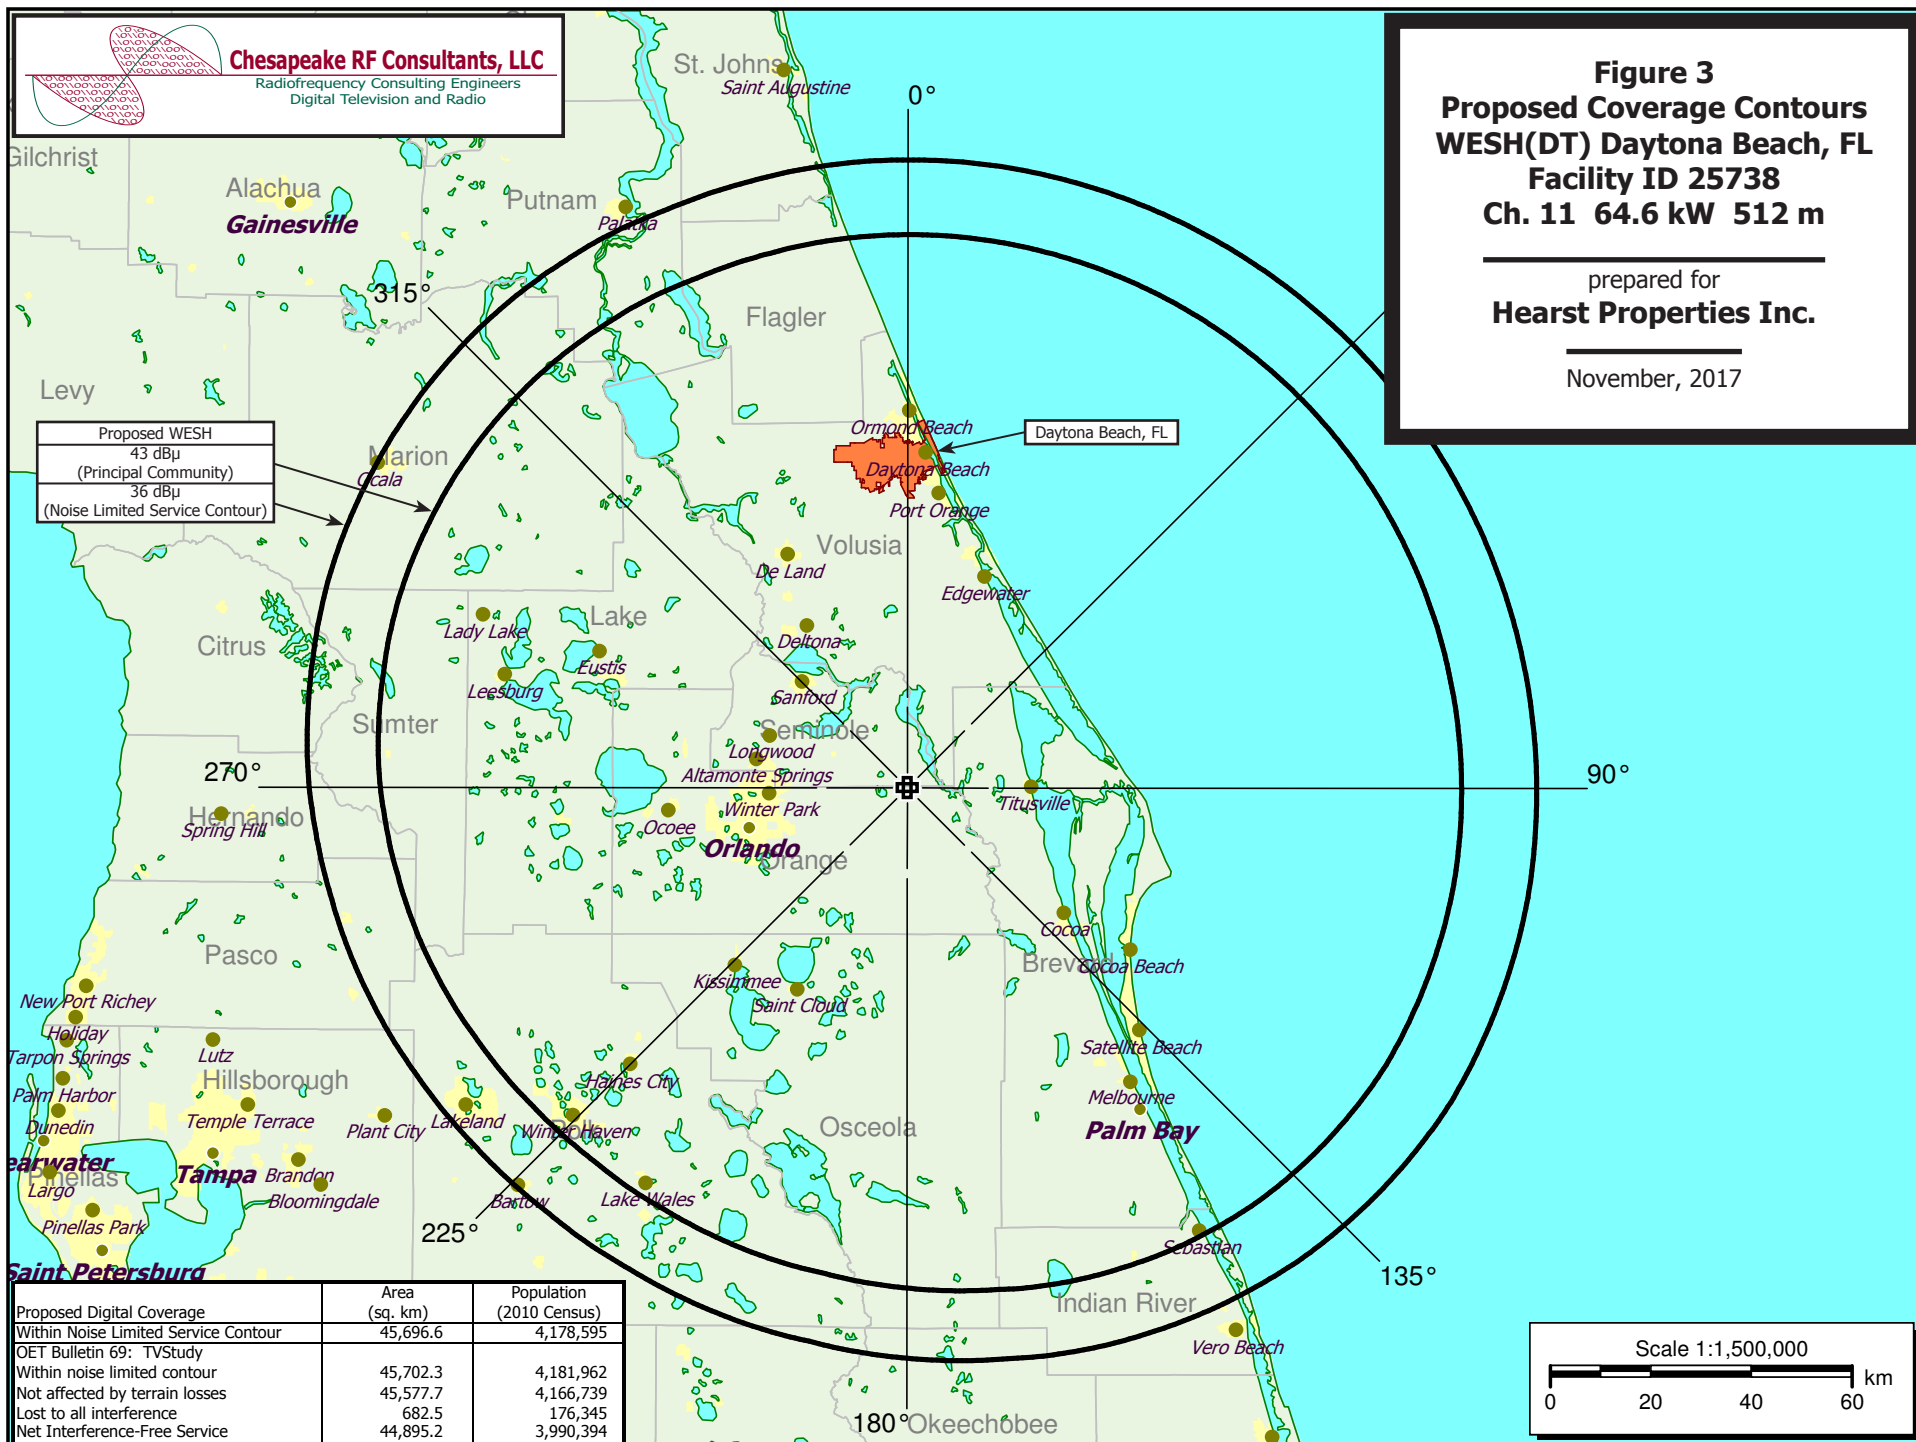 Chesapeake RF Consultants, LLC
Radiofrequency Consulting Engineers
Digital Television and Radio
Figure 3
Proposed Coverage Contours
WESH(DT) Daytona Beach, FL
Facility ID 25738
Ch. 11 64.6 kW 512 m
prepared for
Hearst Properties Inc.
November, 2017
St. Johns
Saint Augustine
0°
Gilchrist
Alachua
Gainesville
Putnam
Palatka
315°
Flagler
Levy
Proposed WESH
43 dBµ
(Principal Community)
36 dBµ
(Noise Limited Service Contour)
Marion
Ocala
Ormond Beach
Daytona Beach, FL
Daytona Beach
Port Orange
Volusia
De Land
Edgewater
Lake
Lady Lake
Deltona
Citrus
Eustis
Leesburg
Sanford
Sumter
Seminole
Longwood
270°
Altamonte Springs
90°
Titusville
Winter Park
Hernando
Spring Hill
Ocoee
Orlando
Orange
Cocoa
Pasco
Brevard
Cocoa Beach
Kissimmee
Saint Cloud
New Port Richey
Holiday
Tarpon Springs
Lutz
Satellite Beach
Hillsborough
Haines City
Palm Harbor
Melbourne
Temple Terrace
Plant City
Lakeland
Winter Haven
Polk
Osceola
Dunedin
Palm Bay
earwater
Pinellas
Tampa
Brandon
Largo
Bloomingdale
Bartow
Lake Wales
Pinellas Park
225°
Sebastian
Saint Petersburg
135°
Indian River
Vero Beach
180°
Okeechobee
Proposed Digital Coverage Area (sq. km) Population (2010 Census)
Within Noise Limited Service Contour 45,696.6 4,178,595
OET Bulletin 69: TVStudy
Within noise limited contour 45,702.3 4,181,962
Not affected by terrain losses 45,577.7 4,166,739
Lost to all interference 682.5 176,345
Net Interference-Free Service 44,895.2 3,990,394
Scale 1:1,500,000
km
0 20 40 60